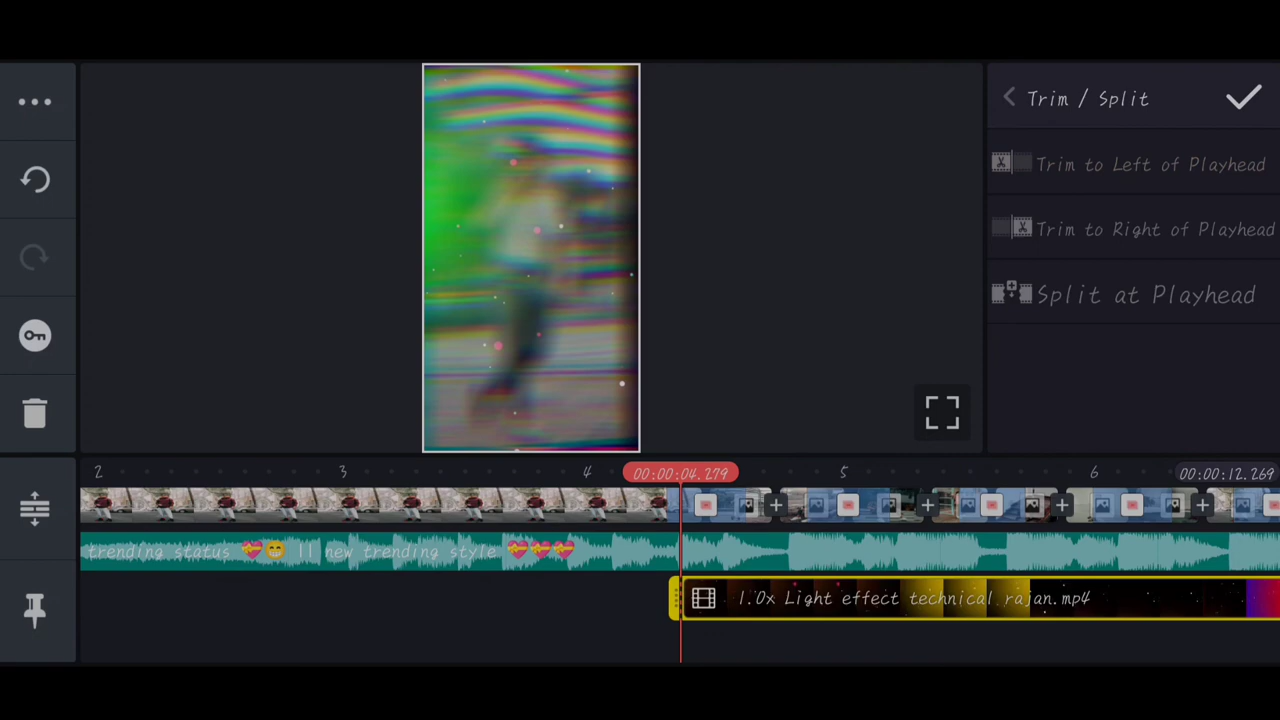 Trim / Split
Trim to Left of Playhead
Trim to Right of Playhead
Split at Playhead
2 3 4 00:00:04.279 5 6 00:00:12.269
trending status 💝😁 || new trending style 💝💝💝
1.0x Light effect technical rajan.mp4